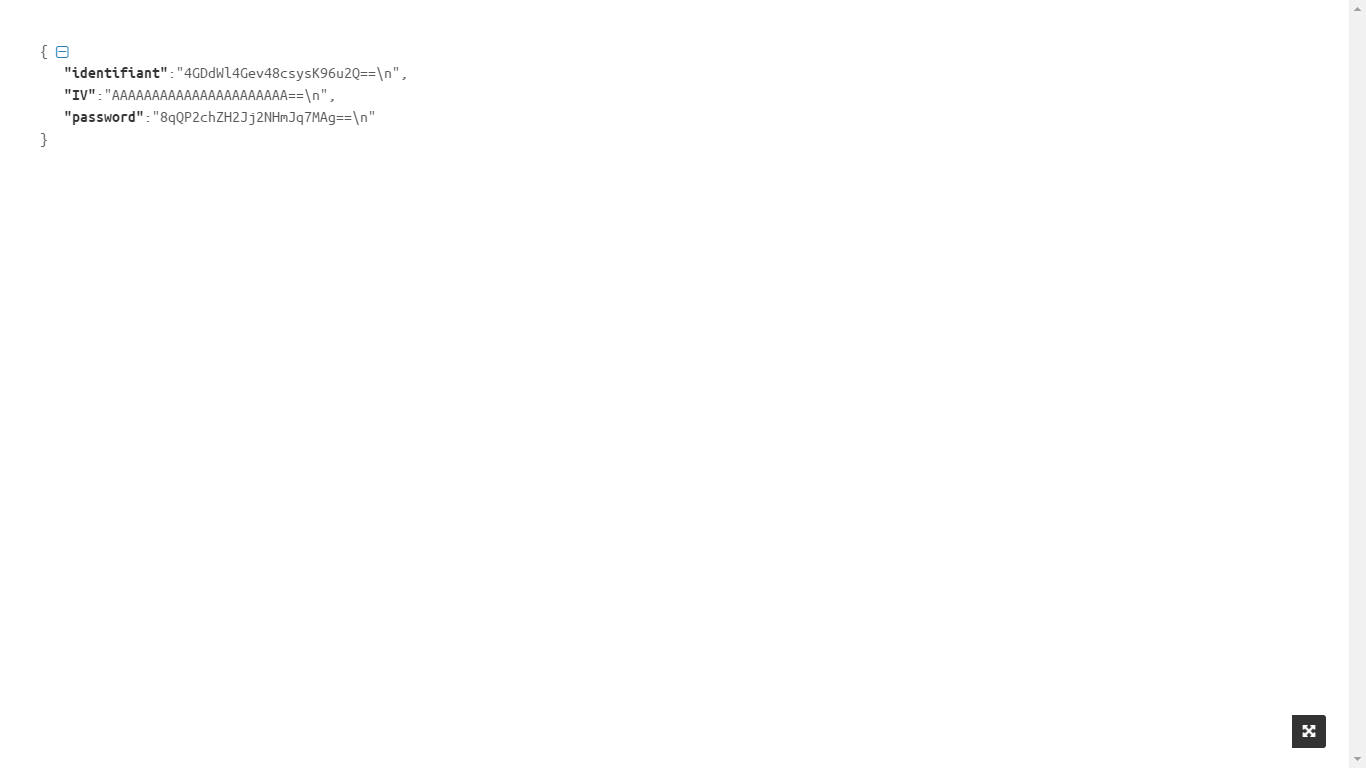 {
"identifiant":"4GDdWl4Gev48csysK96u2Q==\n",
"IV":"AAAAAAAAAAAAAAAAAAAAAA==\n",
"password":"8qQP2chZH2Jj2NHmJq7MAg==\n"
}